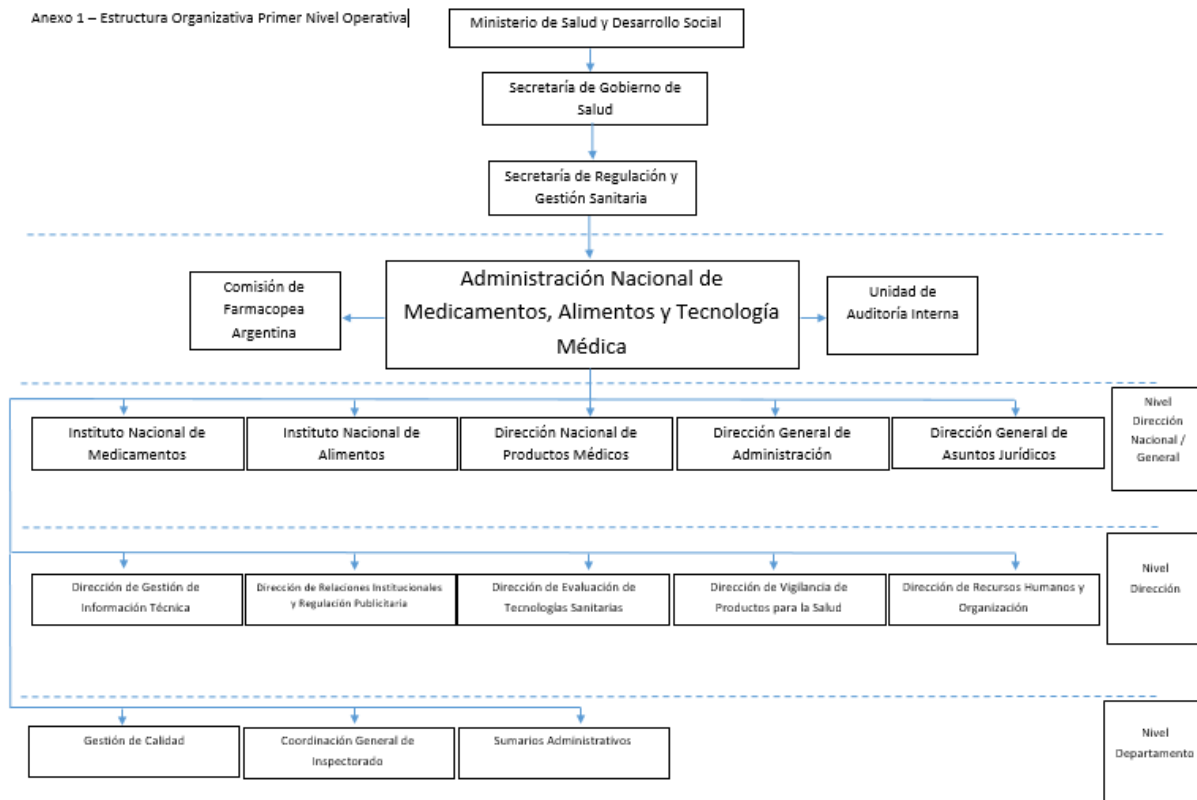 Anexo 1 – Estructura Organizativa Primer Nivel Operativa
Ministerio de Salud y Desarrollo Social
Secretaría de Gobierno de
Salud
Secretaría de Regulación y
Gestión Sanitaria
Comisión de
Farmacopea
Argentina
Administración Nacional de
Medicamentos, Alimentos y Tecnología
Médica
Unidad de
Auditoría Interna
Instituto Nacional de
Medicamentos
Instituto Nacional de
Alimentos
Dirección Nacional de
Productos Médicos
Dirección General de
Administración
Dirección General de
Asuntos Jurídicos
Nivel
Dirección
Nacional /
General
Dirección de Gestión de
Información Técnica
Dirección de Relaciones Institucionales
y Regulación Publicitaria
Dirección de Evaluación de
Tecnologías Sanitarias
Dirección de Vigilancia de
Productos para la Salud
Dirección de Recursos Humanos y
Organización
Nivel
Dirección
Gestión de Calidad
Coordinación General de
Inspectorado
Sumarios Administrativos
Nivel
Departamento